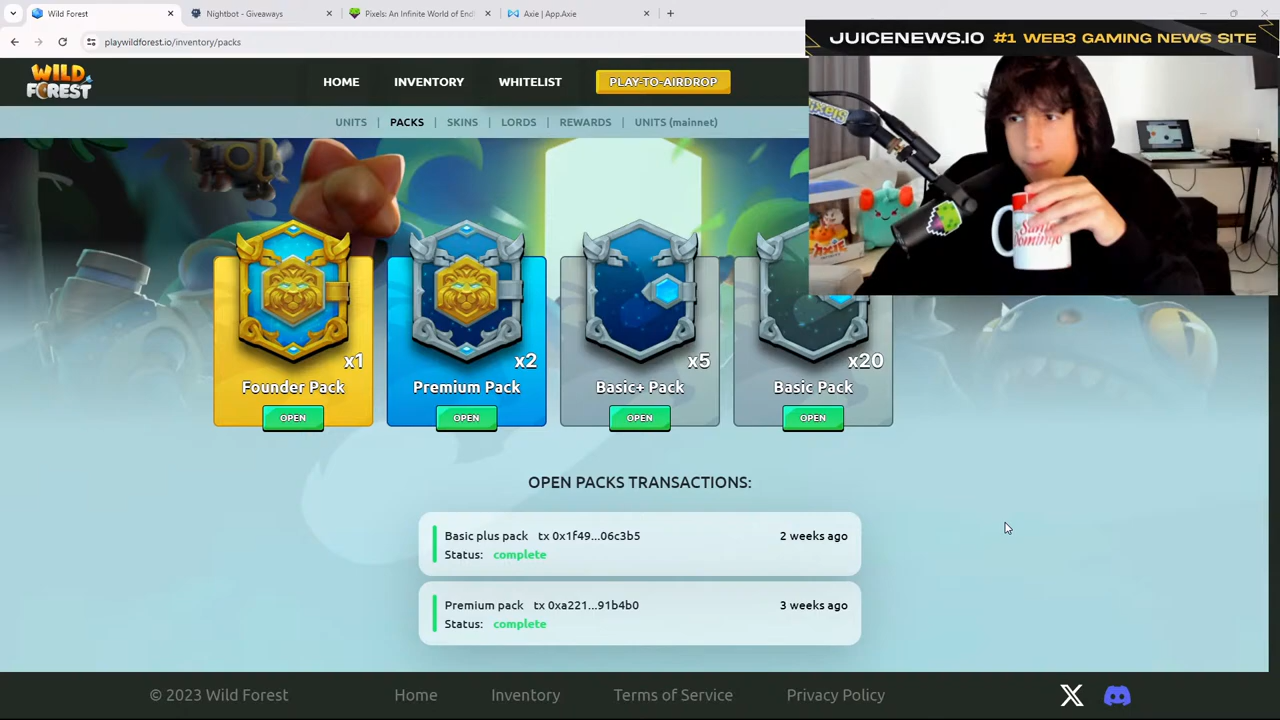 Wild Forest
Nightbot - Giveaways
Pixels: An Infinite World of End
Axie | App.Axie
playwildforest.io/inventory/packs
JUICENEWS.IO #1 WEB3 GAMING NEWS SITE
WILD
FOREST
HOME
INVENTORY
WHITELIST
PLAY-TO-AIRDROP
UNITS | PACKS | SKINS | LORDS | REWARDS | UNITS (mainnet)
pixels
Santo
Domingo
x1
Founder Pack
OPEN
x2
Premium Pack
OPEN
x5
Basic+ Pack
OPEN
x20
Basic Pack
OPEN
OPEN PACKS TRANSACTIONS:
Basic plus pack tx 0x1f49...06c3b5 2 weeks ago
Status: complete
Premium pack tx 0xa221...91b4b0 3 weeks ago
Status: complete
© 2023 Wild Forest
Home
Inventory
Terms of Service
Privacy Policy